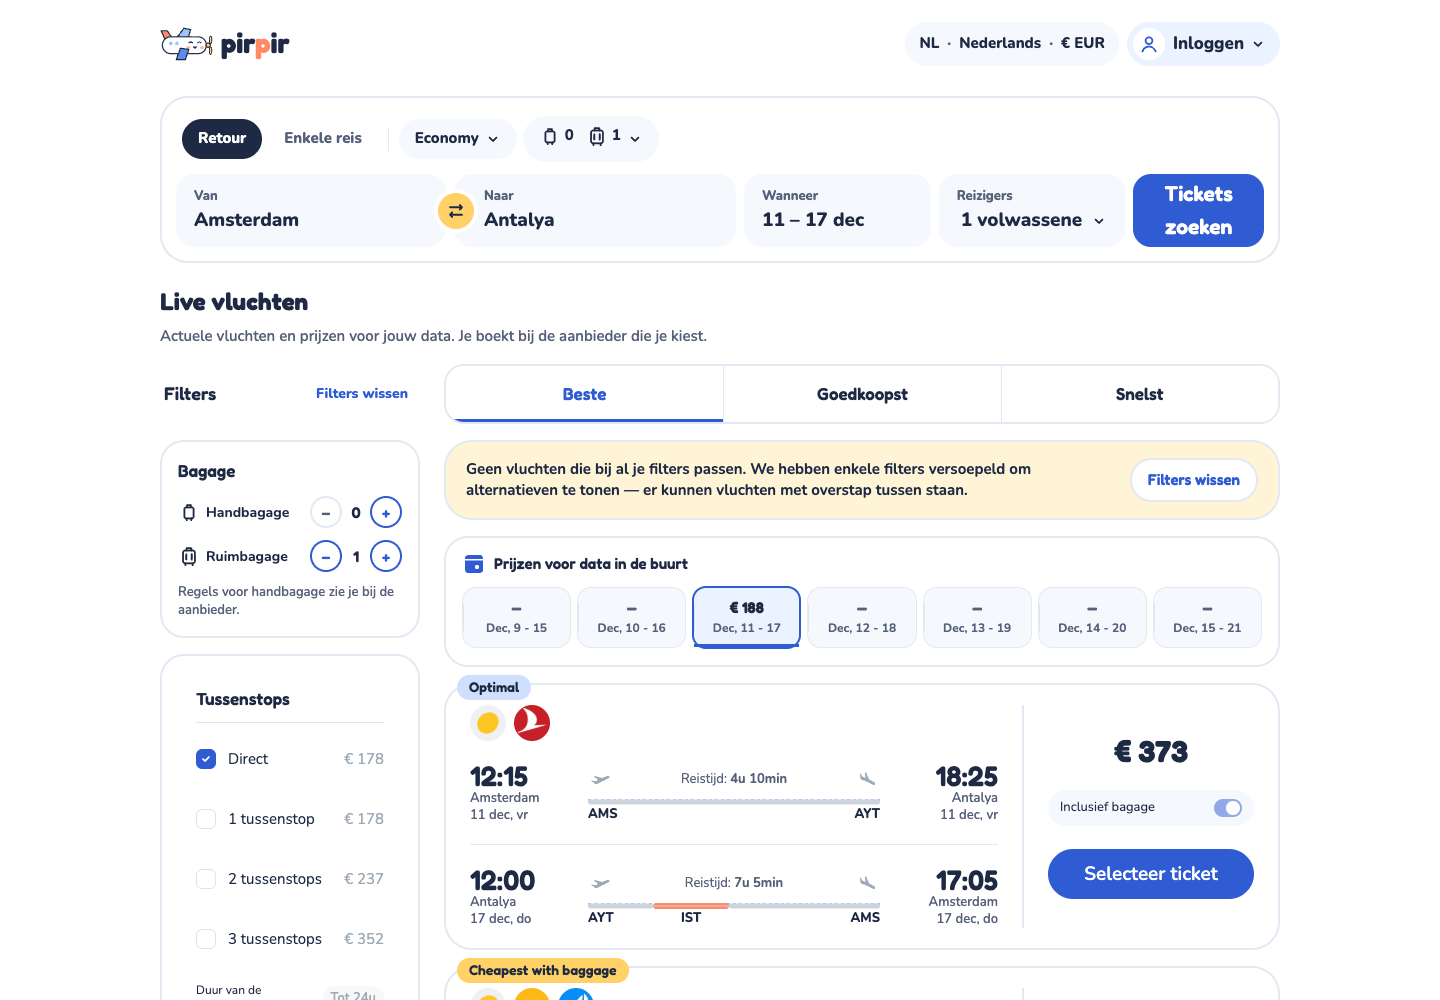 pirpir
NL · Nederlands · € EUR
Inloggen
Retour
Enkele reis
Economy
0
1
Van
Amsterdam
Naar
Antalya
Wanneer
11 – 17 dec
Reizigers
1 volwassene
Tickets
zoeken
Live vluchten
Actuele vluchten en prijzen voor jouw data. Je boekt bij de aanbieder die je kiest.
Filters
Filters wissen
Beste
Goedkoopst
Snelst
Bagage
Handbagage
– 0 +
Ruimbagage
– 1 +
Regels voor handbagage zie je bij de
aanbieder.
Tussenstops
Direct € 178
1 tussenstop € 178
2 tussenstops € 237
3 tussenstops € 352
Duur van de
Tot 24u
Geen vluchten die bij al je filters passen. We hebben enkele filters versoepeld om
alternatieven te tonen — er kunnen vluchten met overstap tussen staan.
Filters wissen
Prijzen voor data in de buurt
–
Dec, 9 - 15
–
Dec, 10 - 16
€ 188
Dec, 11 - 17
–
Dec, 12 - 18
–
Dec, 13 - 19
–
Dec, 14 - 20
–
Dec, 15 - 21
Optimal
12:15
Amsterdam
11 dec, vr
Reistijd: 4u 10min
AMS
AYT
18:25
Antalya
11 dec, vr
12:00
Antalya
17 dec, do
Reistijd: 7u 5min
AYT
IST
AMS
17:05
Amsterdam
17 dec, do
€ 373
Inclusief bagage
Selecteer ticket
Cheapest with baggage